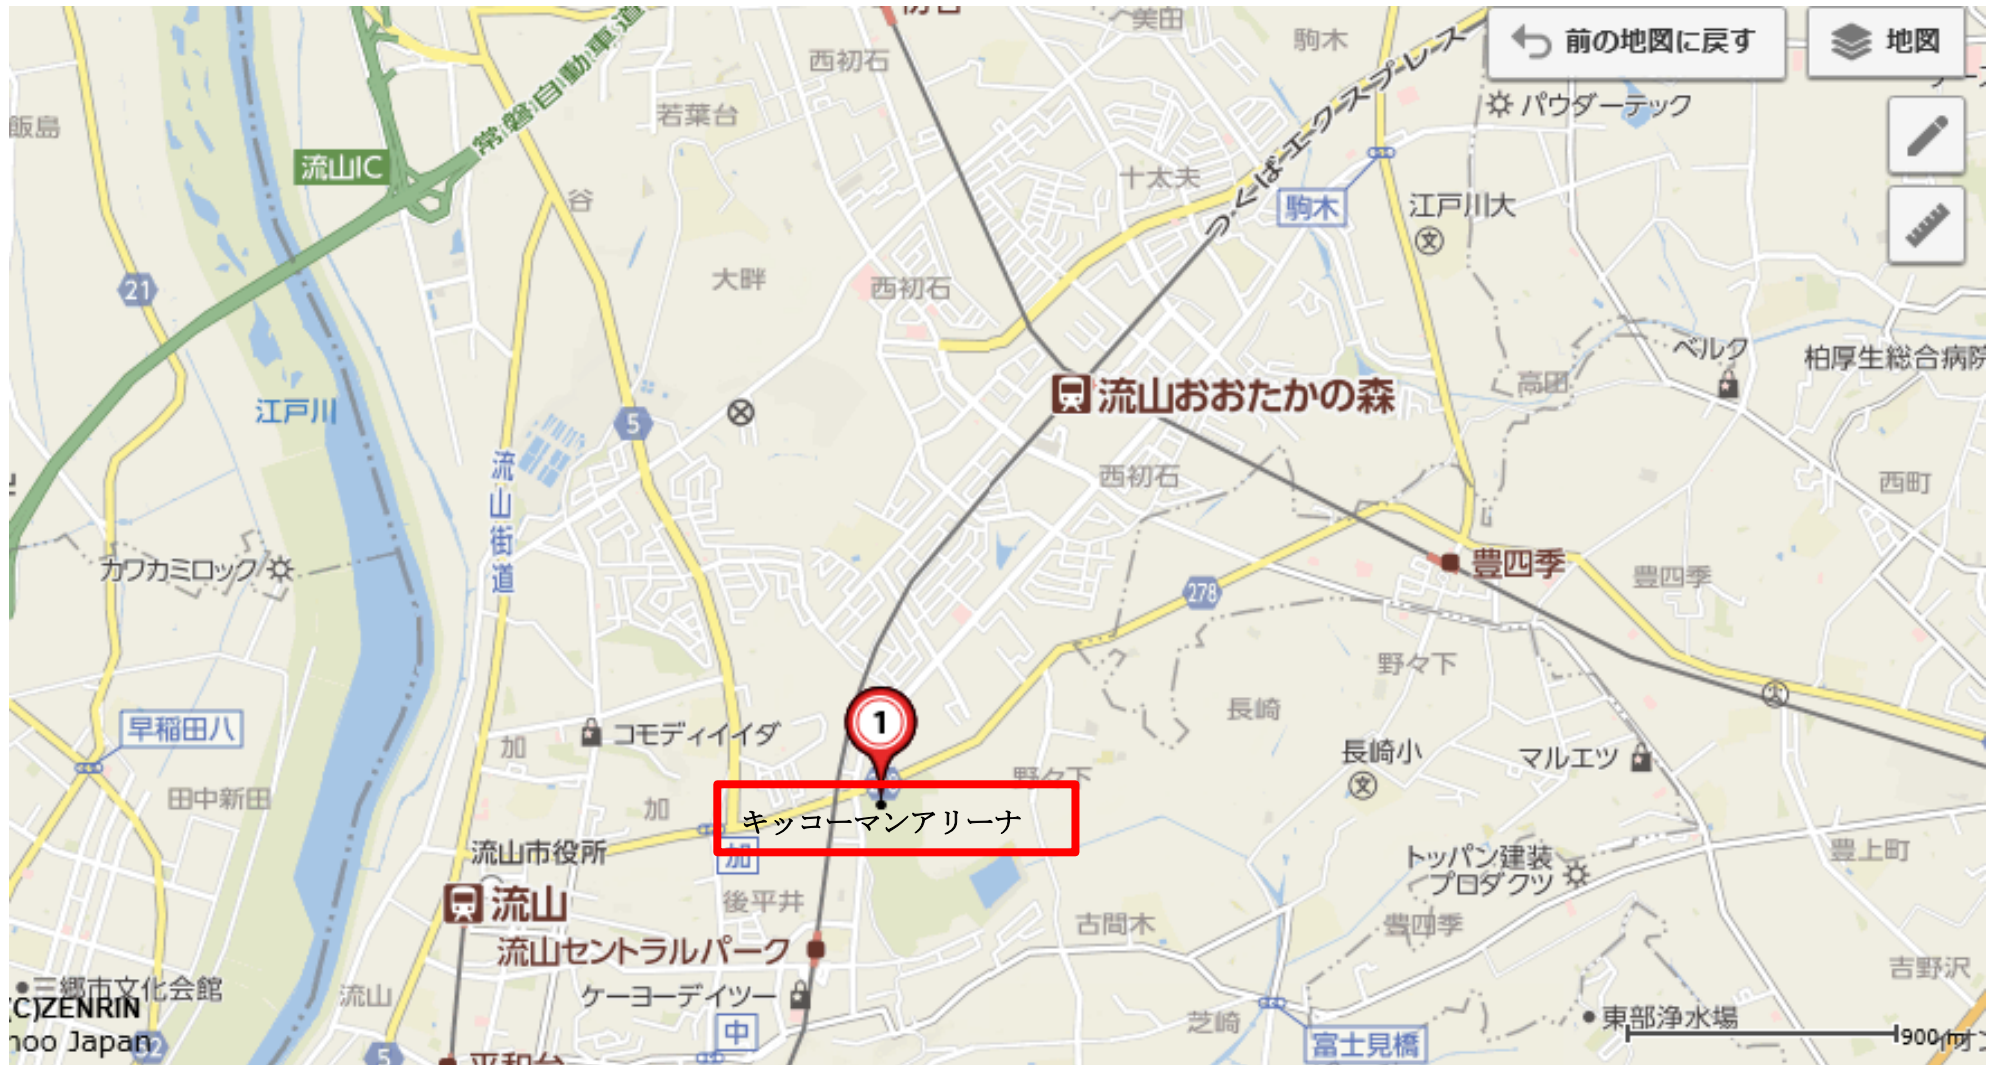 美田
駒木
前の地図に戻す
地図
西初石
若葉台
パウダーテック
飯島
常磐自動車道
つくばエクスプレス
流山IC
谷
十太夫
駒木
江戸川大
文
21
大畔
西初石
ベルク
柏厚生総合病院
流山おおたかの森
高田
江戸川
5
流山街道
西初石
西町
カワカミロック
豊四季
豊四季
278
野々下
早稲田八
コモディイイダ
加
1
長崎
長崎小
文
マルエツ
田中新田
加
野々下
キッコーマンアリーナ
流山市役所
加
トッパン建装
プロダクツ
豊上町
流山
後平井
古間木
豊四季
流山セントラルパーク
吉野沢
三郷市文化会館
流山
ケーヨーデイツー
(C)ZENRIN
中
芝崎
東部浄水場
hoo Japan
5
平和台
富士見橋
900m